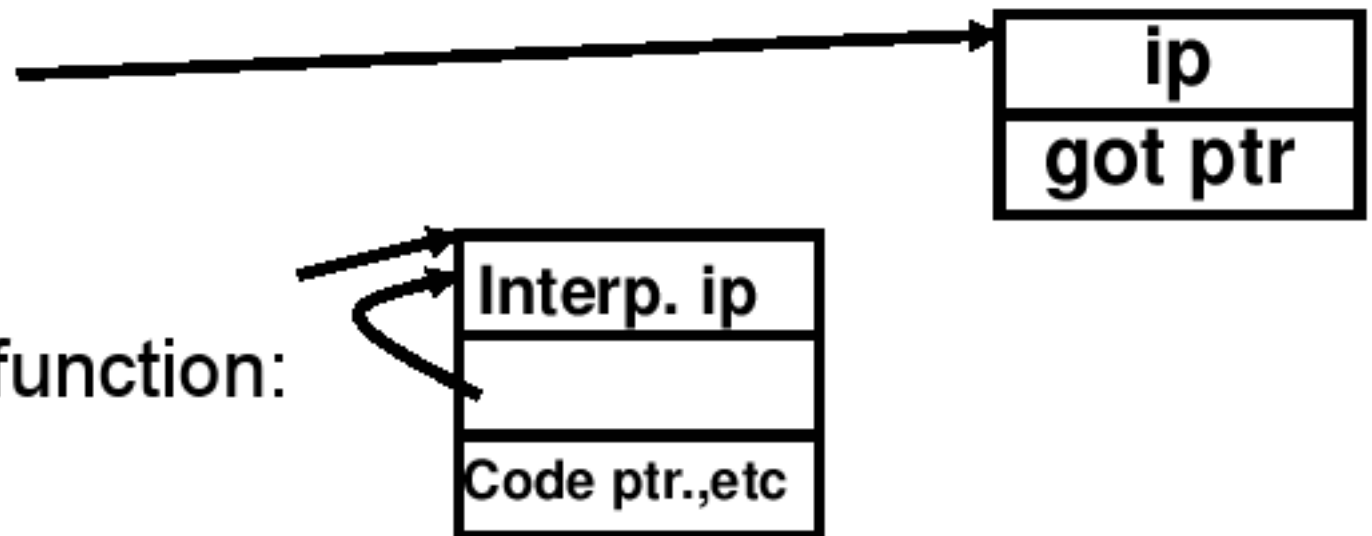 ip
got ptr
Interp. ip
function:
Code ptr.,etc